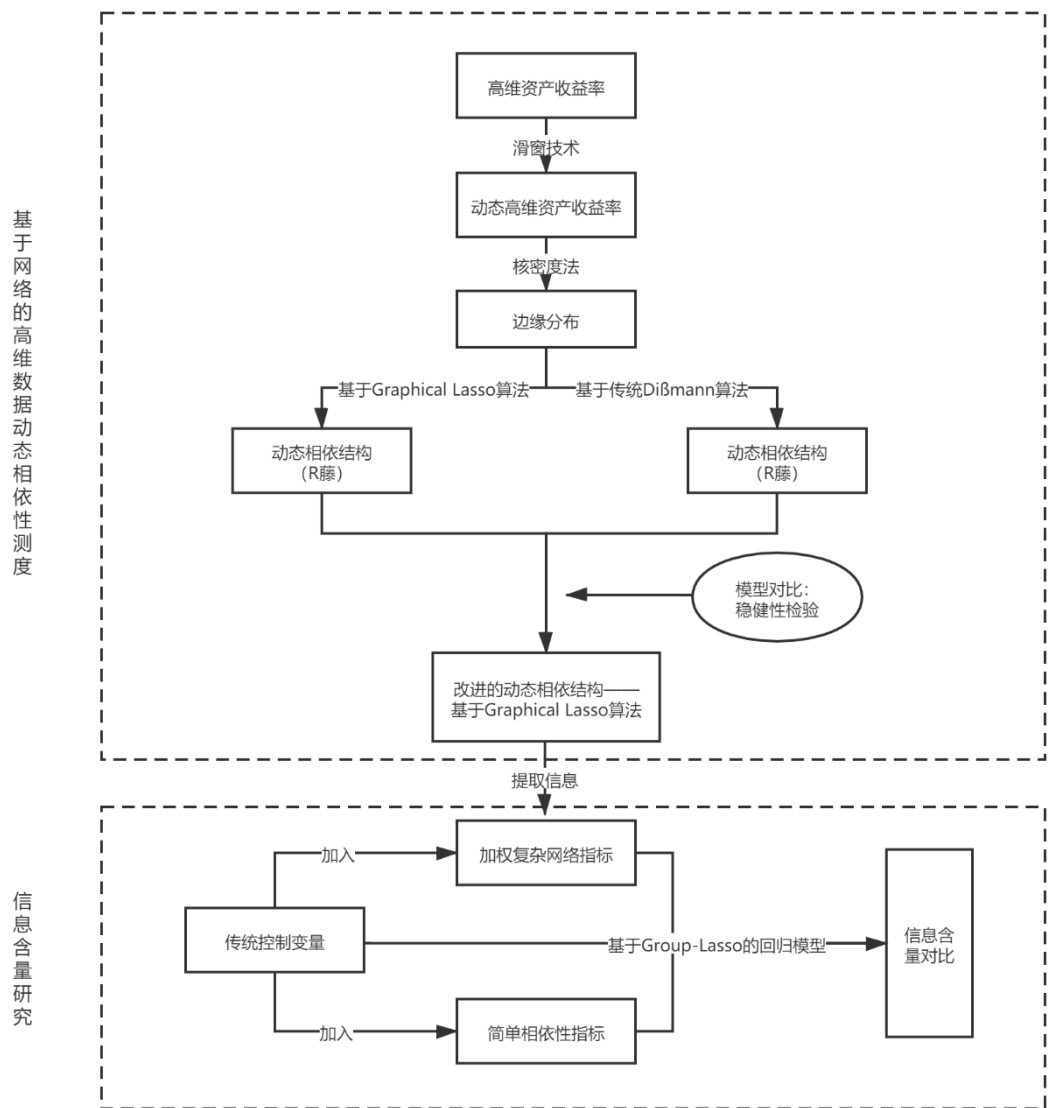 基于网络的高维数据动态相依性测度
高维资产收益率
滑窗技术
动态高维资产收益率
核密度法
边缘分布
基于Graphical Lasso算法
基于传统Dißmann算法
动态相依结构
（R藤）
动态相依结构
（R藤）
模型对比：
稳健性检验
改进的动态相依结构——
基于Graphical Lasso算法
提取信息
信息含量研究
加入
加权复杂网络指标
传统控制变量
基于Group-Lasso的回归模型
信息含
量对比
加入
简单相依性指标